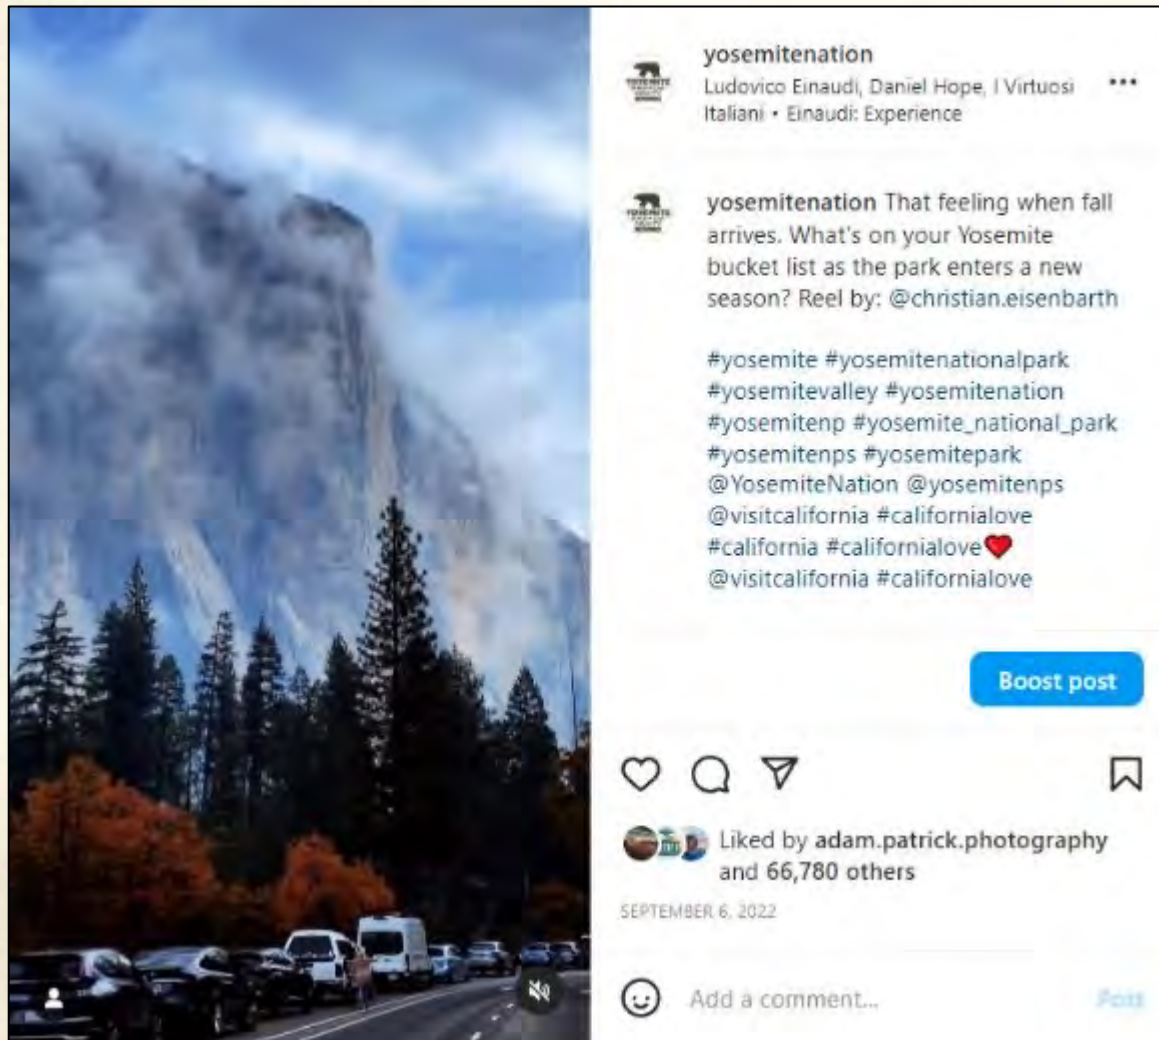 yosemitenation
Ludovico Einaudi, Daniel Hope, I Virtuosi
Italiani • Einaudi: Experience
yosemitenation That feeling when fall
arrives. What's on your Yosemite
bucket list as the park enters a new
season? Reel by: @christian.eisenbarth
#yosemite #yosemitenationalpark
#yosemitevalley #yosemitenation
#yosemitenp #yosemite_national_park
#yosemitenps #yosemitepark
@YosemiteNation @yosemitenps
@visitcalifornia #californialove
#california #californialove❤
@visitcalifornia #californialove
Boost post
Liked by adam.patrick.photography
and 66,780 others
SEPTEMBER 6, 2022
Add a comment...
Post